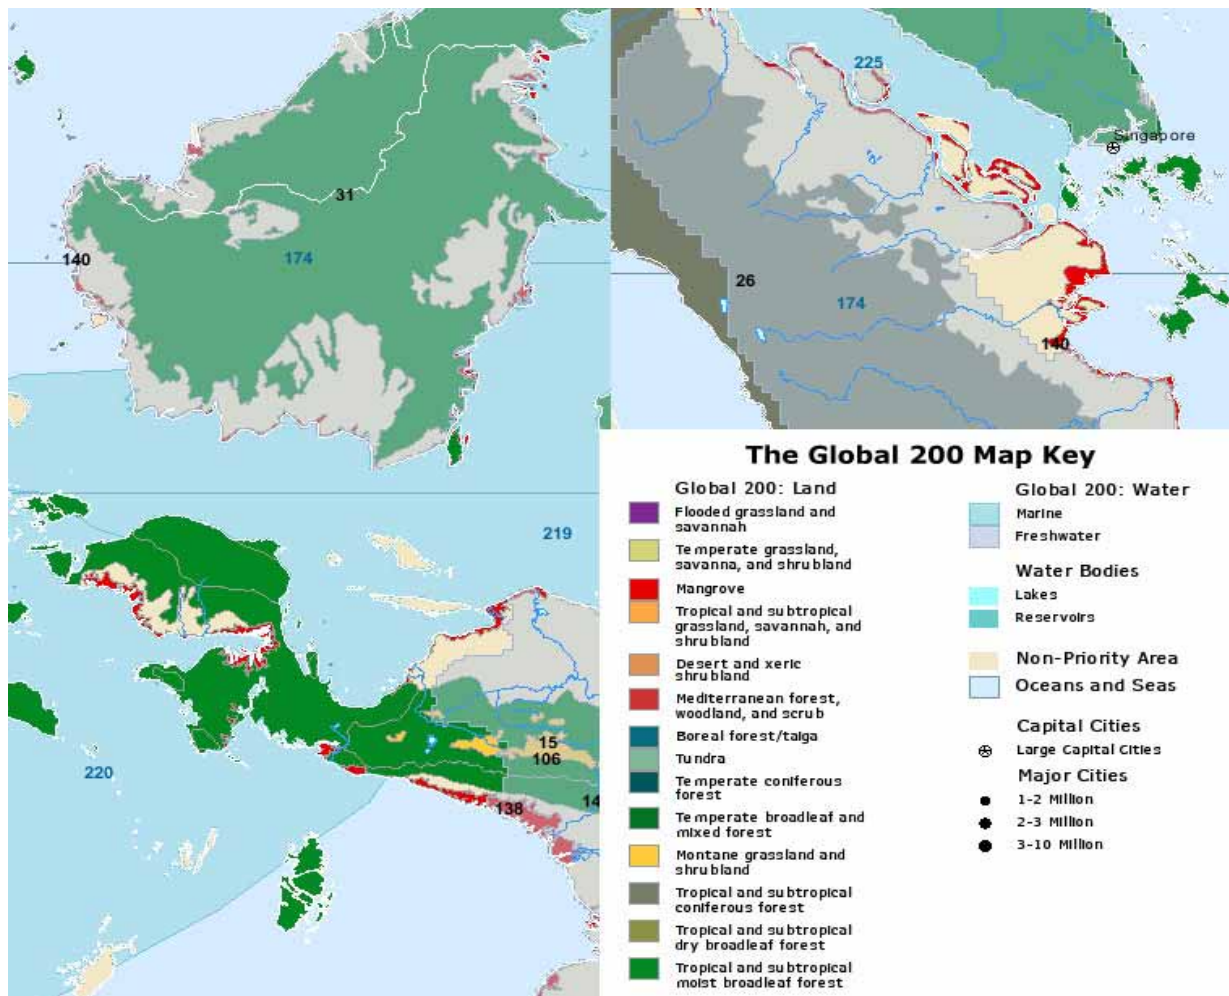 225
Singapore
31
140
174
26
174
140
The Global 200 Map Key
Global 200: Land
Flooded grassland and
savannah
Temperate grassland,
savanna, and shrubland
Mangrove
Tropical and subtropical
grassland, savannah, and
shrubland
Desert and xeric
shrubland
Mediterranean forest,
woodland, and scrub
Boreal forest/taiga
Tundra
Temperate coniferous
forest
Temperate broadleaf and
mixed forest
Montane grassland and
shrubland
Tropical and subtropical
coniferous forest
Tropical and subtropical
dry broadleaf forest
Tropical and subtropical
moist broadleaf forest
Global 200: Water
Marine
Freshwater
Water Bodies
Lakes
Reservoirs
Non-Priority Area
Oceans and Seas
Capital Cities
Large Capital Cities
Major Cities
1-2 Million
2-3 Million
3-10 Million
219
15
106
220
138
14